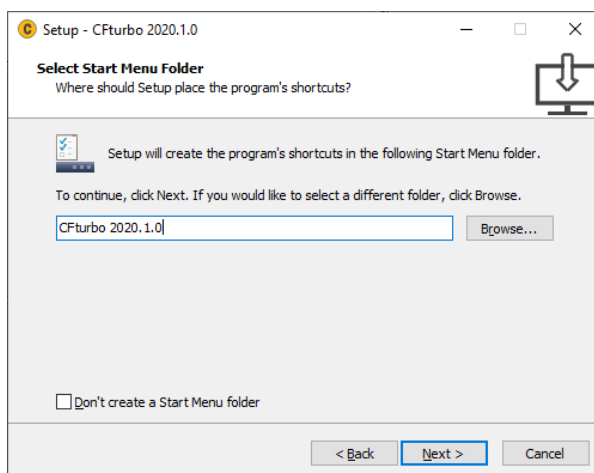 C Setup - CFturbo 2020.1.0
Select Start Menu Folder
Where should Setup place the program's shortcuts?
Setup will create the program's shortcuts in the following Start Menu folder.
To continue, click Next. If you would like to select a different folder, click Browse.
CFturbo 2020.1.0
Browse...
Don't create a Start Menu folder
< Back
Next >
Cancel